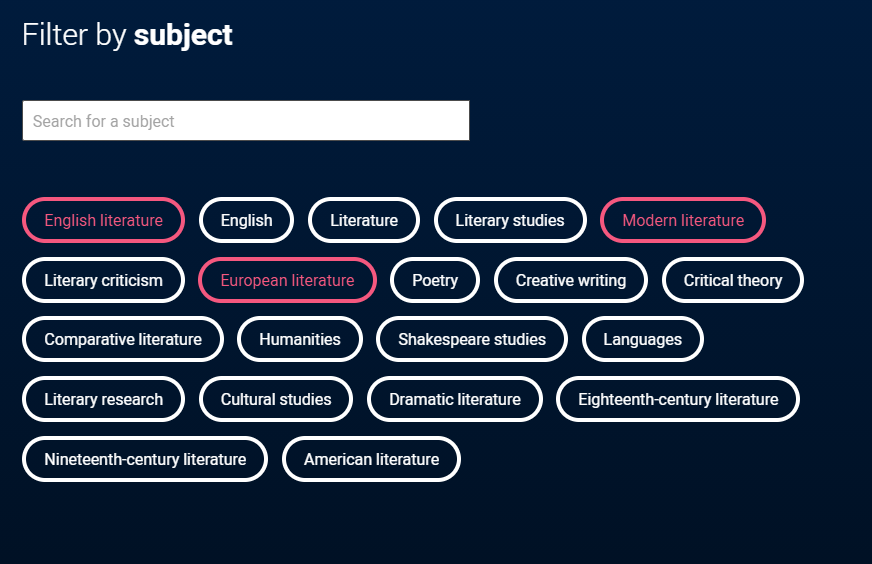 Filter by subject
Search for a subject
English literature English Literature Literary studies Modern literature
Literary criticism European literature Poetry Creative writing Critical theory
Comparative literature Humanities Shakespeare studies Languages
Literary research Cultural studies Dramatic literature Eighteenth-century literature
Nineteenth-century literature American literature